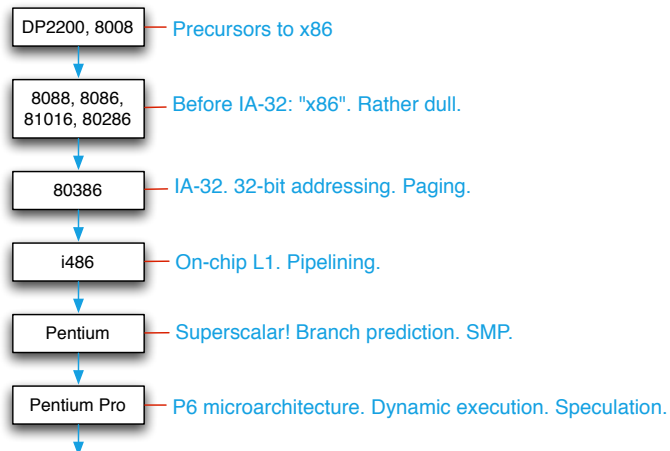 DP2200, 8008
Precursors to x86
8088, 8086,
81016, 80286
Before IA-32: "x86". Rather dull.
80386
IA-32. 32-bit addressing. Paging.
i486
On-chip L1. Pipelining.
Pentium
Superscalar! Branch prediction. SMP.
Pentium Pro
P6 microarchitecture. Dynamic execution. Speculation.